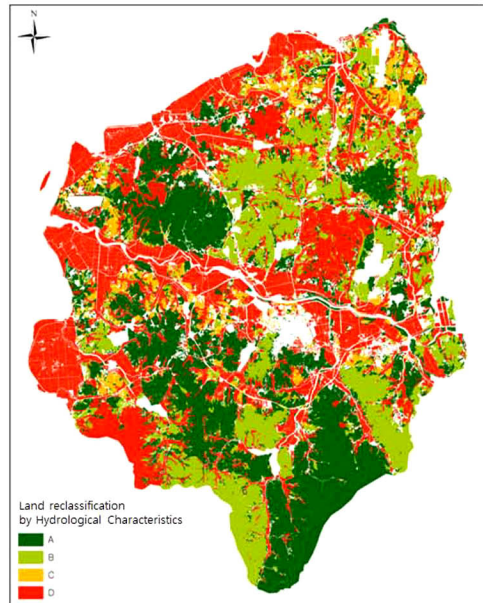 N
Land reclassification
by Hydrological Characteristics
A
B
C
D